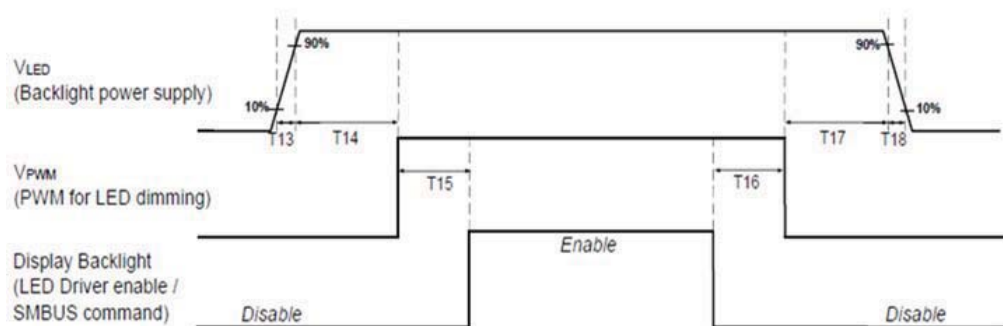 90%
90%
VLED
(Backlight power supply)
10%
10%
T13
T14
T17
T18
VPWM
(PWM for LED dimming)
T15
T16
Display Backlight
(LED Driver enable /
SMBUS command)
Enable
Disable
Disable